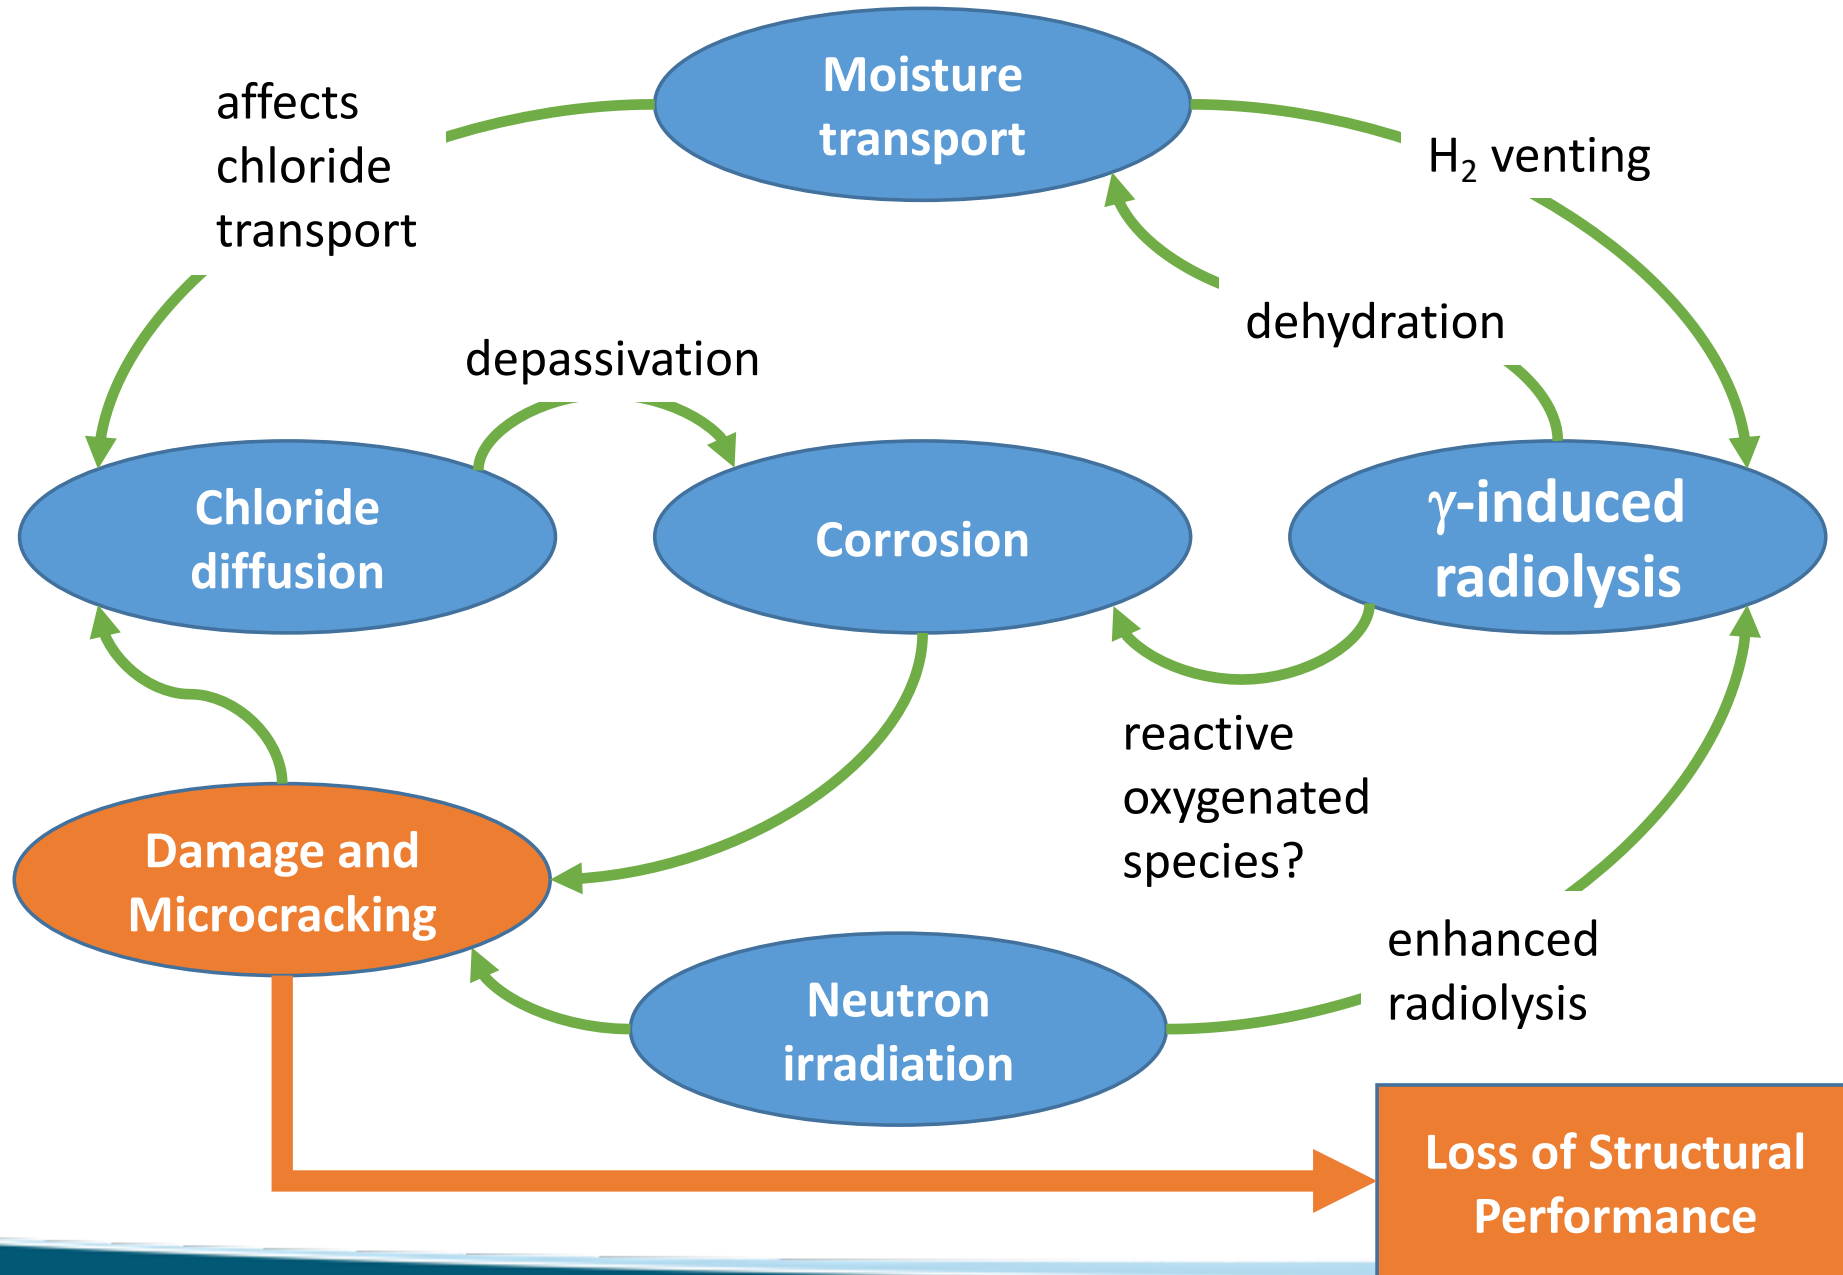 Moisture
transport
affects
chloride
transport
H₂ venting
dehydration
depassivation
Chloride
diffusion
Corrosion
γ-induced
radiolysis
reactive
oxygenated
species?
Damage and
Microcracking
enhanced
radiolysis
Neutron
irradiation
Loss of Structural
Performance